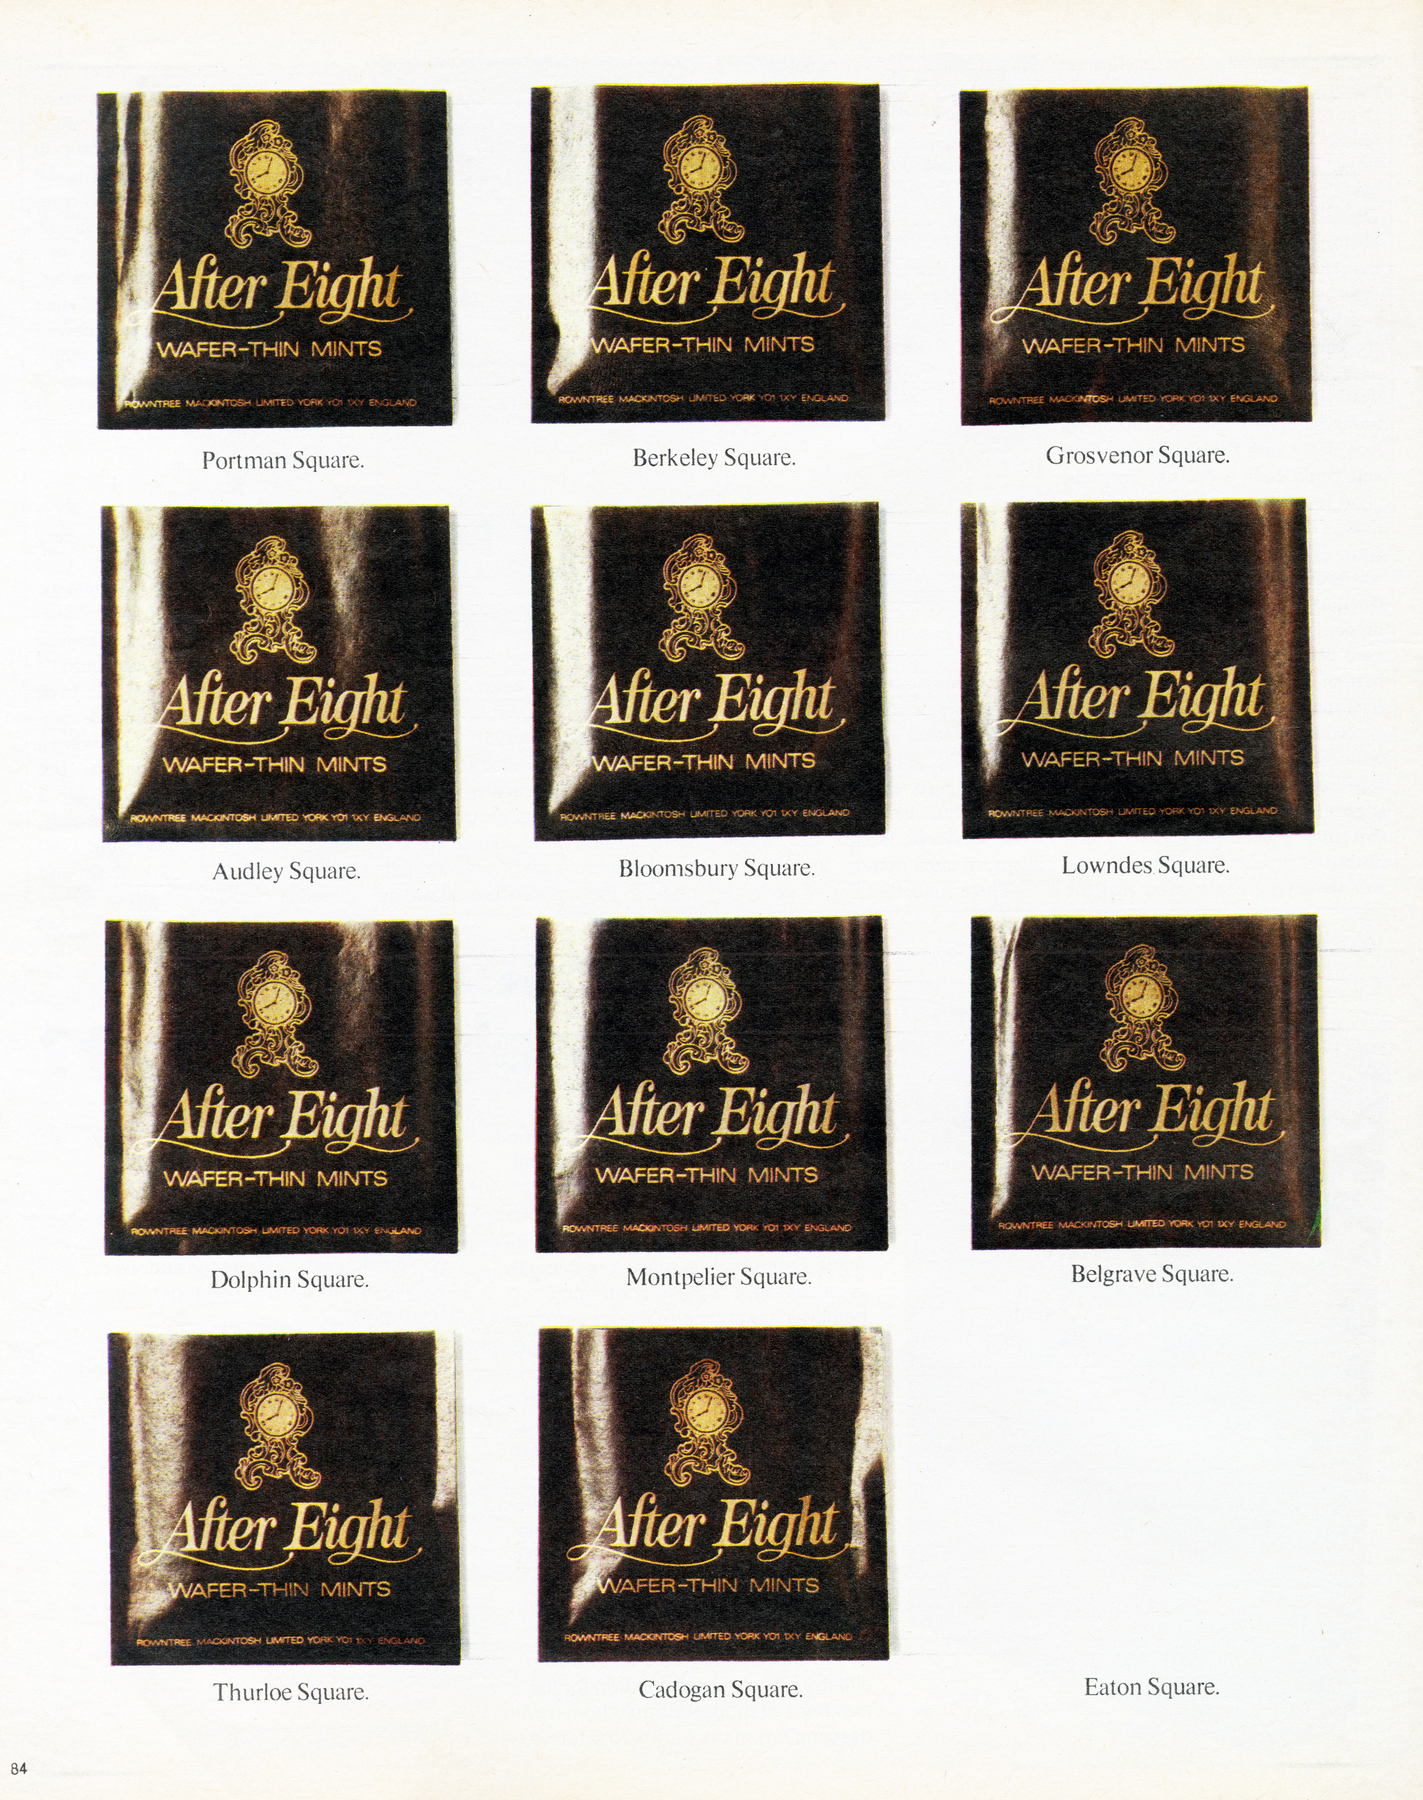 After Eight
WAFER-THIN MINTS
ROWNTREE MACKINTOSH LIMITED YORK YO1 1XY ENGLAND
Portman Square.
After Eight
WAFER-THIN MINTS
ROWNTREE MACKINTOSH LIMITED YORK YO1 1XY ENGLAND
Berkeley Square.
After Eight
WAFER-THIN MINTS
ROWNTREE MACKINTOSH LIMITED YORK YO1 1XY ENGLAND
Grosvenor Square.
After Eight
WAFER-THIN MINTS
ROWNTREE MACKINTOSH LIMITED YORK YO1 1XY ENGLAND
Audley Square.
After Eight
WAFER-THIN MINTS
ROWNTREE MACKINTOSH LIMITED YORK YO1 1XY ENGLAND
Bloomsbury Square.
After Eight
WAFER-THIN MINTS
ROWNTREE MACKINTOSH LIMITED YORK YO1 1XY ENGLAND
Lowndes Square.
After Eight
WAFER-THIN MINTS
ROWNTREE MACKINTOSH LIMITED YORK YO1 1XY ENGLAND
Dolphin Square.
After Eight
WAFER-THIN MINTS
ROWNTREE MACKINTOSH LIMITED YORK YO1 1XY ENGLAND
Montpelier Square.
After Eight
WAFER-THIN MINTS
ROWNTREE MACKINTOSH LIMITED YORK YO1 1XY ENGLAND
Belgrave Square.
After Eight
WAFER-THIN MINTS
ROWNTREE MACKINTOSH LIMITED YORK YO1 1XY ENGLAND
Thurloe Square.
After Eight
WAFER-THIN MINTS
ROWNTREE MACKINTOSH LIMITED YORK YO1 1XY ENGLAND
Cadogan Square.
Eaton Square.
84